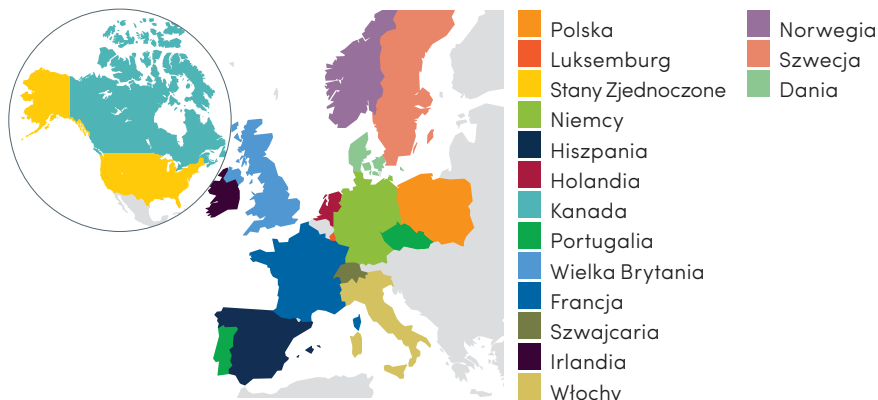 Polska
Luksemburg
Stany Zjednoczone
Niemcy
Hiszpania
Holandia
Kanada
Portugalia
Wielka Brytania
Francja
Szwajcaria
Irlandia
Włochy
Norwegia
Szwecja
Dania